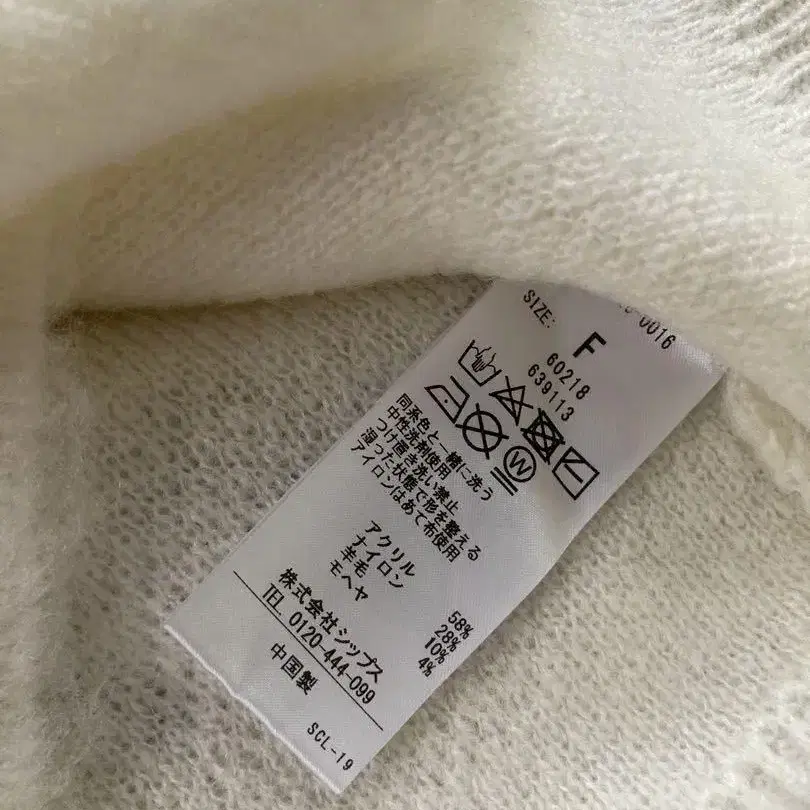 SIZE:
F
60218
639113
W
同系色と一緒に洗う
中性洗剤使用
つけ置き洗い禁止
湿った状態で形を整える
アイロンはあて布使用
アクリル 58%
ナイロン 28%
羊毛 10%
モヘヤ 4%
株式会社シップス
TEL 0120-444-099
中国製
SCL-19